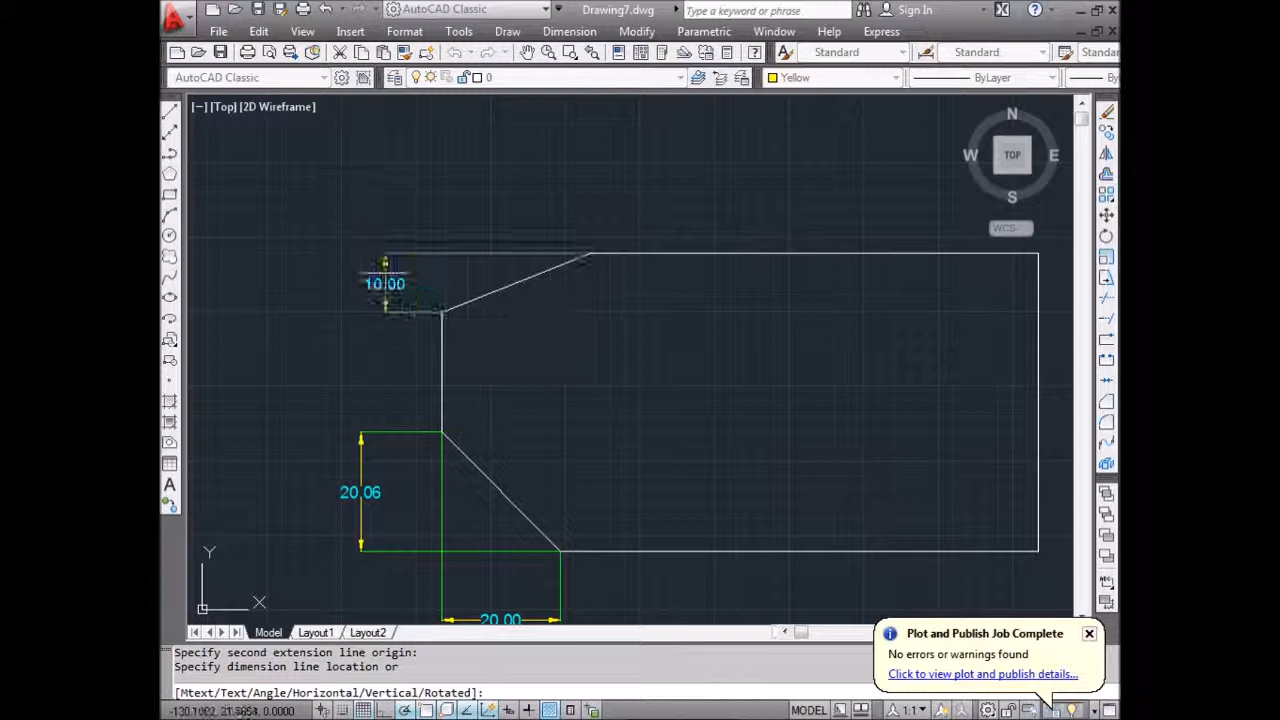 AutoCAD Classic
Drawing7.dwg
Type a keyword or phrase
Sign In
File Edit View Insert Format Tools Draw Dimension Modify Parametric Window Help Express
Standard
Standard
Standa
AutoCAD Classic
0
Yellow
ByLayer
By
[−] [Top] [2D Wireframe]
N
W TOP E
S
WCS
10.00
20.06
20.00
Y
X
Model Layout1 Layout2
Specify second extension line origin:
Specify dimension line location or
[Mtext/Text/Angle/Horizontal/Vertical/Rotated]:
Plot and Publish Job Complete
No errors or warnings found
Click to view plot and publish details...
MODEL
1:1